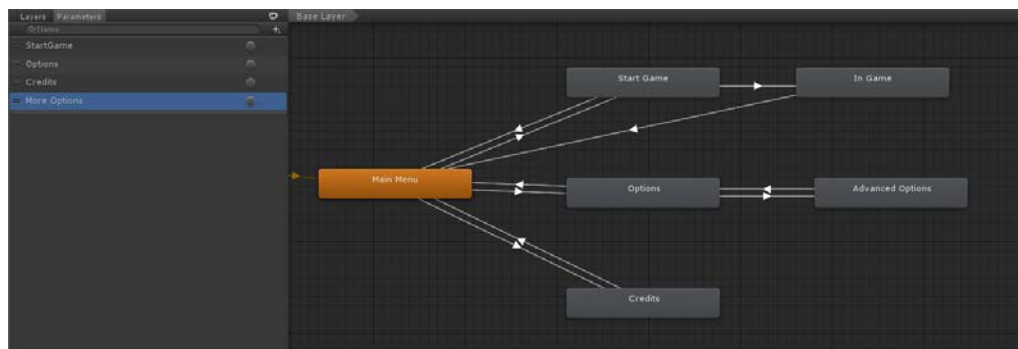 Layers Parameters
Base Layer
Name
StartGame
Options
Credits
More Options
Start Game
In Game
Main Menu
Options
Advanced Options
Credits